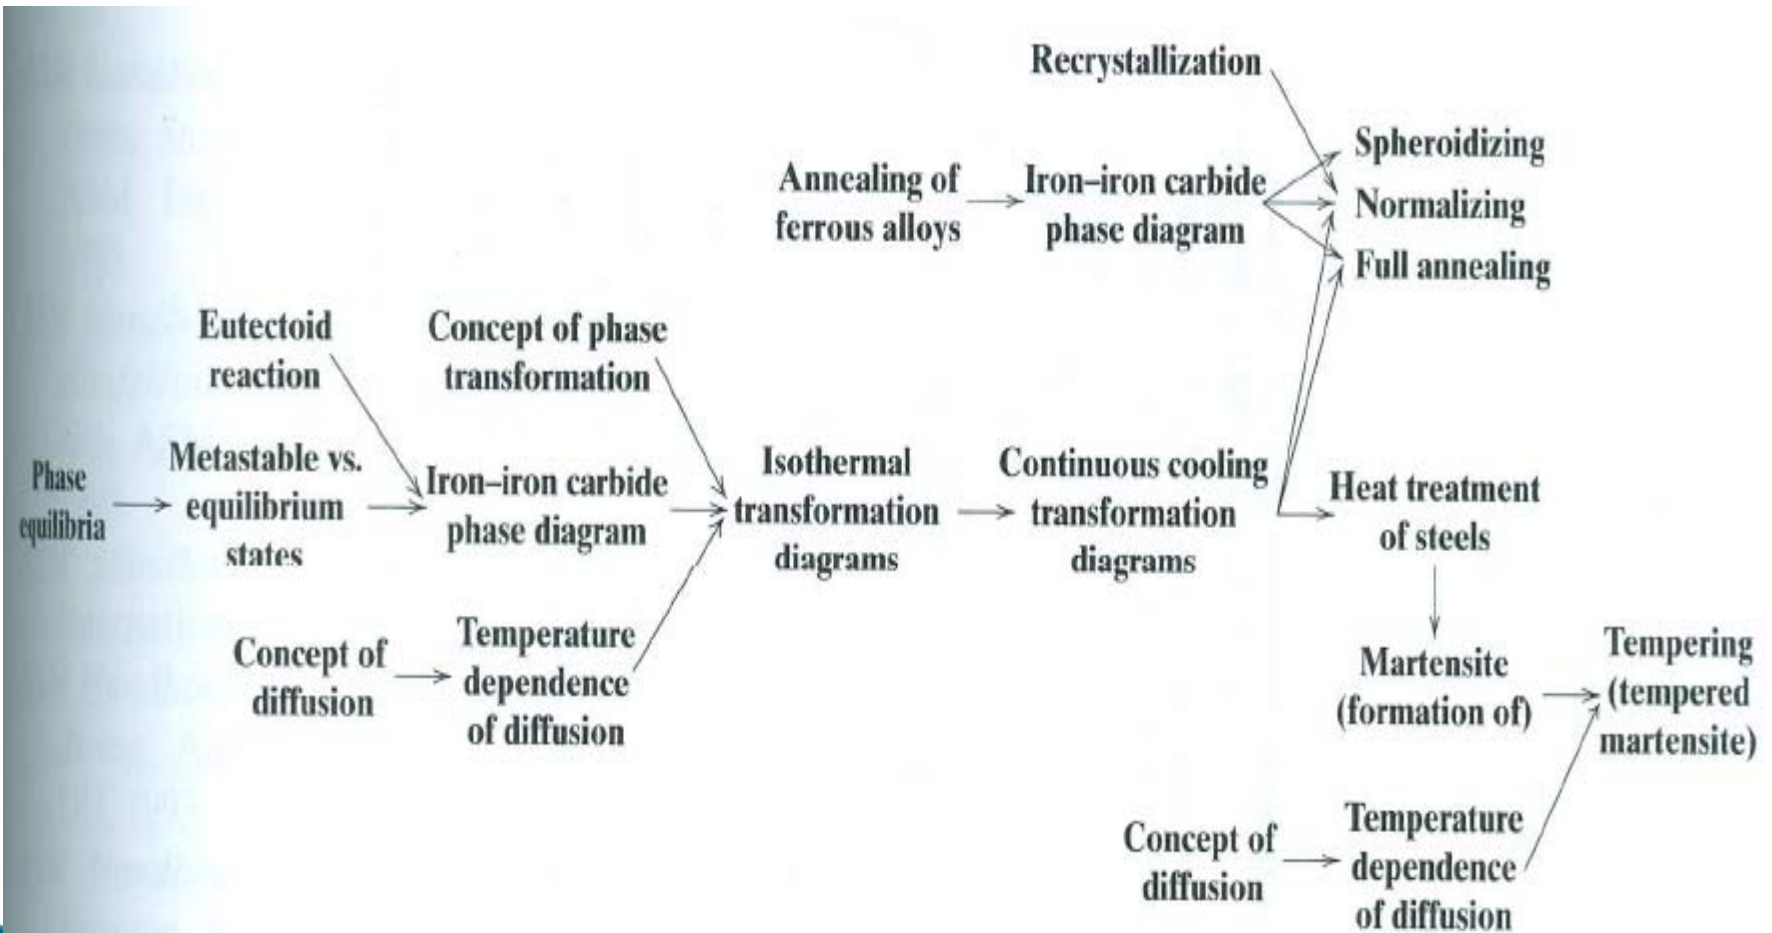 Recrystallization
Spheroidizing
Annealing of
ferrous alloys
Iron–iron carbide
phase diagram
Normalizing
Full annealing
Eutectoid
reaction
Concept of phase
transformation
Phase
equilibria
Metastable vs.
equilibrium
states
Iron–iron carbide
phase diagram
Isothermal
transformation
diagrams
Continuous cooling
transformation
diagrams
Heat treatment
of steels
Concept of
diffusion
Temperature
dependence
of diffusion
Martensite
(formation of)
Tempering
(tempered
martensite)
Concept of
diffusion
Temperature
dependence
of diffusion